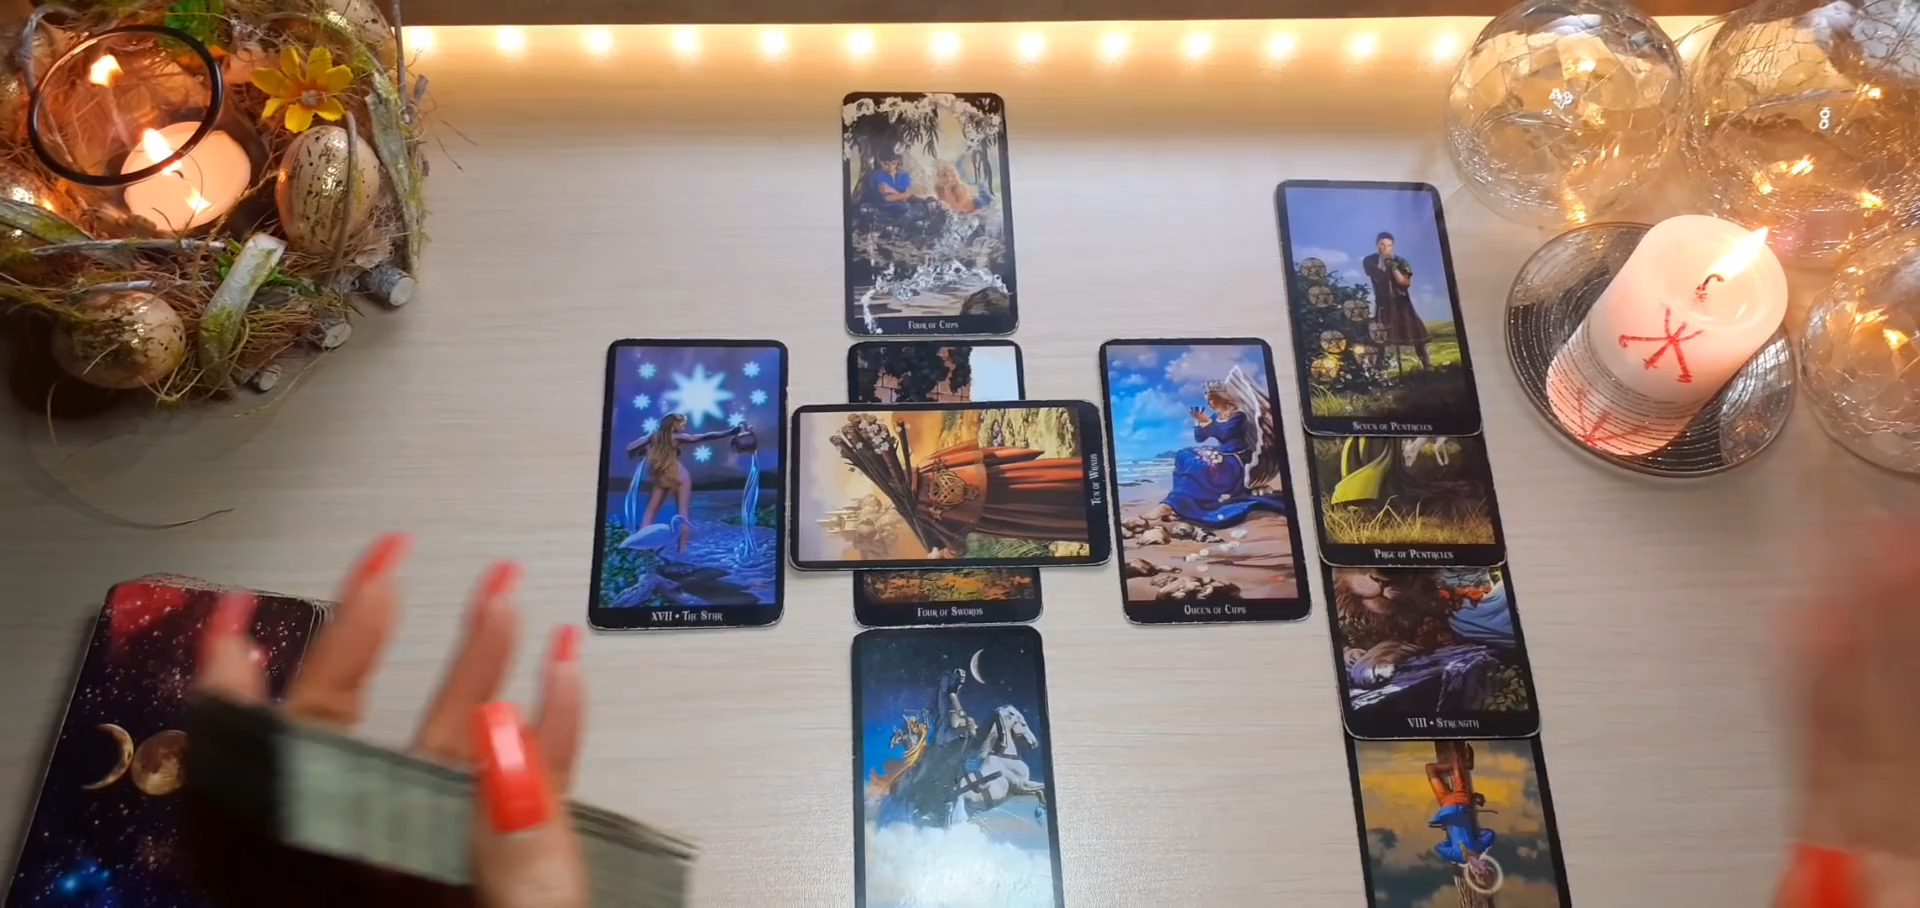 Four of Cups
Seven of Pentacles
Ten of Wands
Page of Pentacles
XVII • The Star
Four of Swords
Queen of Cups
VIII • Strength